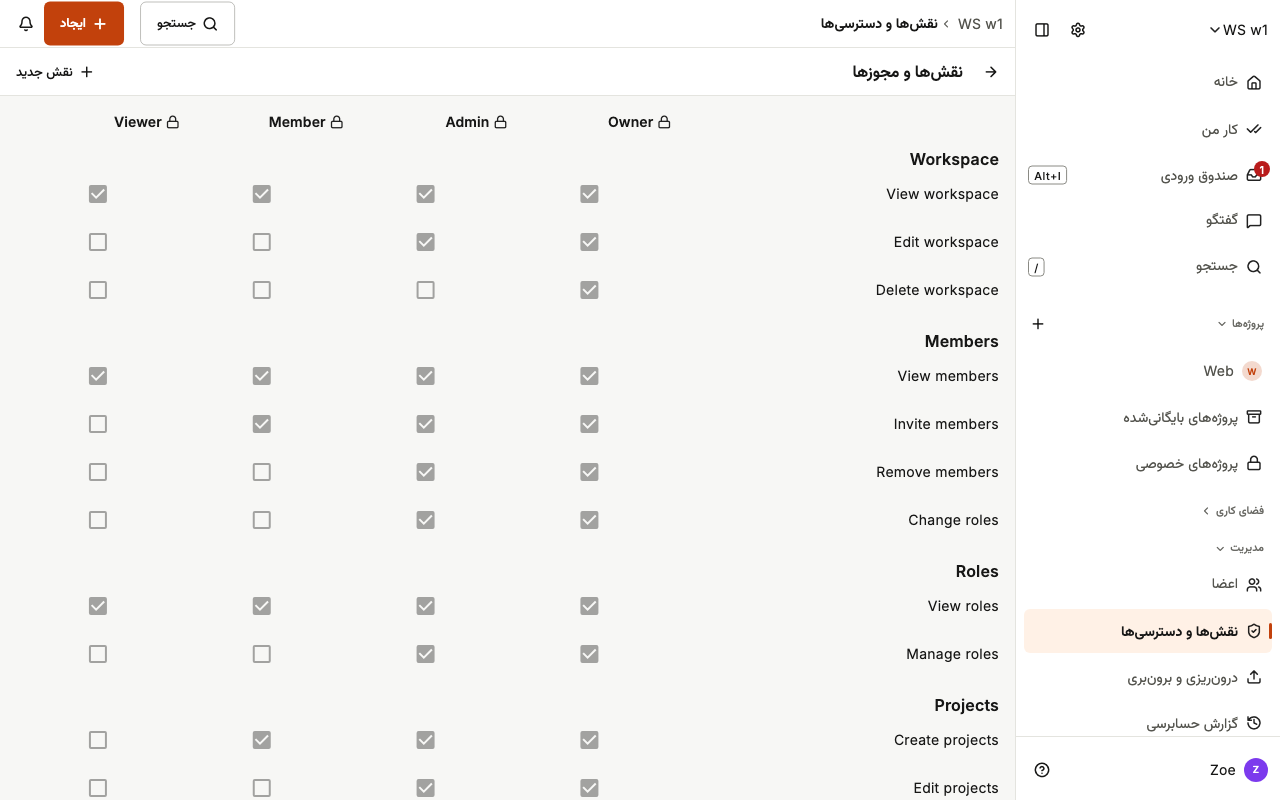 WS w1
خانه
کار من
صندوق ورودی
1
Alt+I
گفتگو
جستجو
/
پروژه‌ها
W
Web
پروژه‌های بایگانی‌شده
پروژه‌های خصوصی
فضای کاری
مدیریت
اعضا
نقش‌ها و دسترسی‌ها
درون‌ریزی و برون‌بری
گزارش حسابرسی
Z
Zoe
WS w1 › نقش‌ها و دسترسی‌ها
جستجو
ایجاد
نقش‌ها و مجوزها
نقش جدید
Owner Admin Member Viewer
Workspace
View workspace
Edit workspace
Delete workspace
Members
View members
Invite members
Remove members
Change roles
Roles
View roles
Manage roles
Projects
Create projects
Edit projects